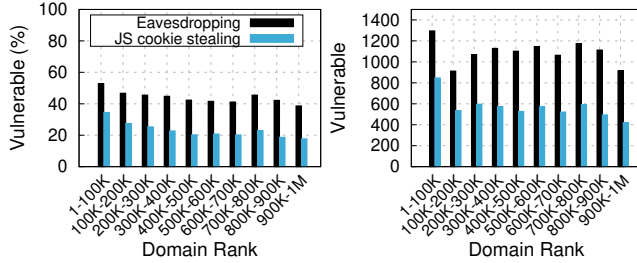 Vulnerable (%)
100
80
60
40
20
0
Eavesdropping
JS cookie stealing
1-100K
100K-200K
200K-300K
300K-400K
400K-500K
500K-600K
600K-700K
700K-800K
800K-900K
900K-1M
Domain Rank
Vulnerable
1400
1200
1000
800
600
400
200
0
1-100K
100K-200K
200K-300K
300K-400K
400K-500K
500K-600K
600K-700K
700K-800K
800K-900K
900K-1M
Domain Rank